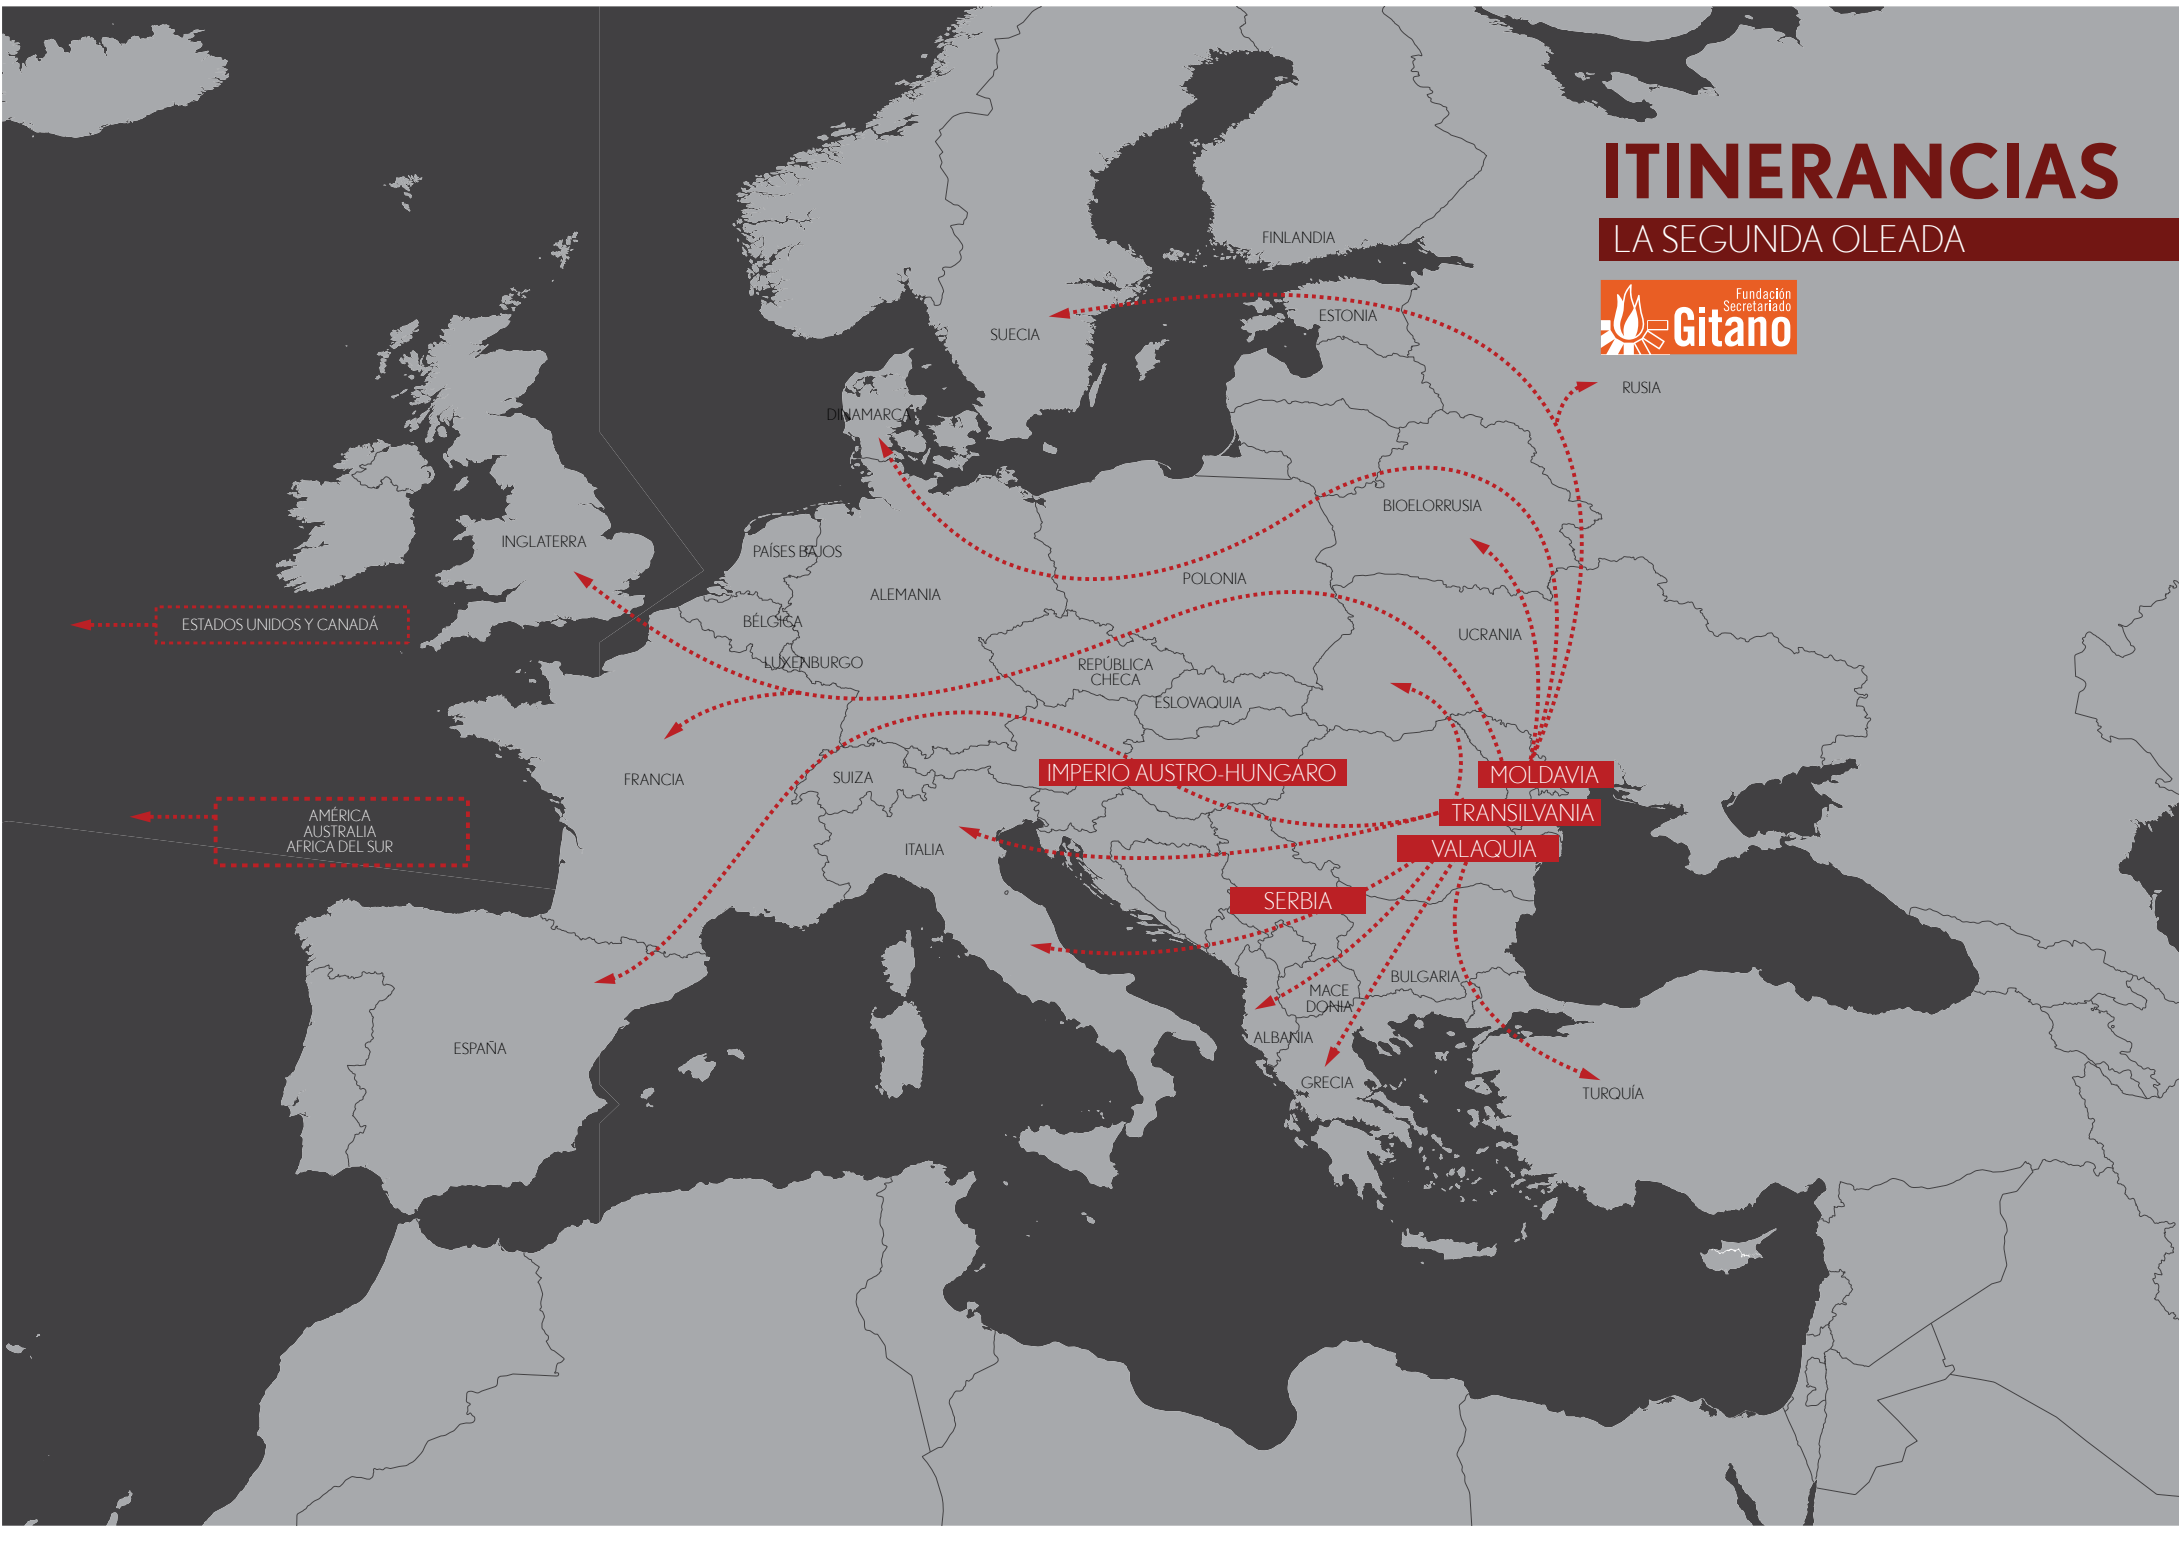 ITINERANCIAS
LA SEGUNDA OLEADA
Fundación
Secretariado
Gitano
FINLANDIA
ESTONIA
SUECIA
RUSIA
DINAMARCA
BIOELORRUSIA
INGLATERRA
PAÍSES BAJOS
POLONIA
ALEMANIA
BÉLGICA
ESTADOS UNIDOS Y CANADÁ
UCRANIA
LUXENBURGO
REPÚBLICA
CHECA
ESLOVAQUIA
FRANCIA
SUIZA
IMPERIO AUSTRO-HUNGARO
MOLDAVIA
TRANSILVANIA
AMÉRICA
AUSTRALIA
AFRICA DEL SUR
ITALIA
VALAQUIA
SERBIA
BULGARIA
MACE
DONIA
ALBANIA
ESPAÑA
GRECIA
TURQUÍA